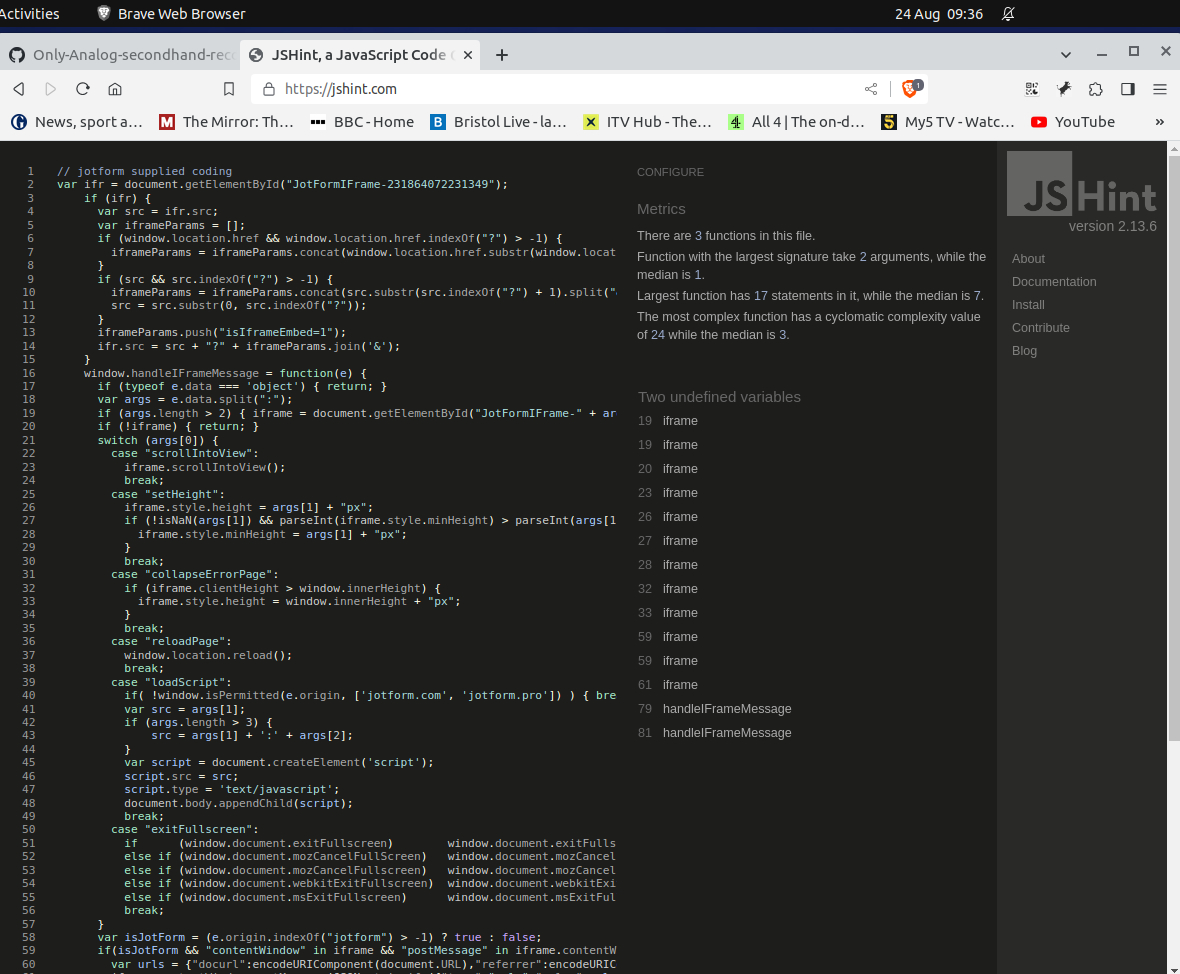 Activities
Brave Web Browser
24 Aug 09:36
Only-Analog-secondhand-reco
JSHint, a JavaScript Code
https://jshint.com
1
News, sport a...
The Mirror: Th...
BBC - Home
B Bristol Live - la...
ITV Hub - The...
4 All 4 | The on-d...
5 My5 TV - Watc...
YouTube
»
1 // jotform supplied coding
2 var ifr = document.getElementById("JotFormIFrame-231864072231349");
3 if (ifr) {
4 var src = ifr.src;
5 var iframeParams = [];
6 if (window.location.href && window.location.href.indexOf("?") > -1) {
7 iframeParams = iframeParams.concat(window.location.href.substr(window.locat
8 }
9 if (src && src.indexOf("?") > -1) {
10 iframeParams = iframeParams.concat(src.substr(src.indexOf("?") + 1).split("
11 src = src.substr(0, src.indexOf("?"));
12 }
13 iframeParams.push("isIframeEmbed=1");
14 ifr.src = src + "?" + iframeParams.join('&');
15 }
16 window.handleIFrameMessage = function(e) {
17 if (typeof e.data === 'object') { return; }
18 var args = e.data.split(":");
19 if (args.length > 2) { iframe = document.getElementById("JotFormIFrame-" + ar
20 if (!iframe) { return; }
21 switch (args[0]) {
22 case "scrollIntoView":
23 iframe.scrollIntoView();
24 break;
25 case "setHeight":
26 iframe.style.height = args[1] + "px";
27 if (!isNaN(args[1]) && parseInt(iframe.style.minHeight) > parseInt(args[1
28 iframe.style.minHeight = args[1] + "px";
29 }
30 break;
31 case "collapseErrorPage":
32 if (iframe.clientHeight > window.innerHeight) {
33 iframe.style.height = window.innerHeight + "px";
34 }
35 break;
36 case "reloadPage":
37 window.location.reload();
38 break;
39 case "loadScript":
40 if( !window.isPermitted(e.origin, ['jotform.com', 'jotform.pro']) ) { bre
41 var src = args[1];
42 if (args.length > 3) {
43 src = args[1] + ':' + args[2];
44 }
45 var script = document.createElement('script');
46 script.src = src;
47 script.type = 'text/javascript';
48 document.body.appendChild(script);
49 break;
50 case "exitFullscreen":
51 if (window.document.exitFullscreen) window.document.exitFulls
52 else if (window.document.mozCancelFullScreen) window.document.mozCancel
53 else if (window.document.mozCancelFullscreen) window.document.mozCancel
54 else if (window.document.webkitExitFullscreen) window.document.webkitExi
55 else if (window.document.msExitFullscreen) window.document.msExitFul
56 break;
57 }
58 var isJotForm = (e.origin.indexOf("jotform") > -1) ? true : false;
59 if(isJotForm && "contentWindow" in iframe && "postMessage" in iframe.contentW
60 var urls = {"docurl":encodeURIComponent(document.URL),"referrer":encodeURIC
CONFIGURE
Metrics
There are 3 functions in this file.
Function with the largest signature take 2 arguments, while the
median is 1.
Largest function has 17 statements in it, while the median is 7.
The most complex function has a cyclomatic complexity value
of 24 while the median is 3.
Two undefined variables
19 iframe
19 iframe
20 iframe
23 iframe
26 iframe
27 iframe
28 iframe
32 iframe
33 iframe
59 iframe
59 iframe
61 iframe
79 handleIFrameMessage
81 handleIFrameMessage
JSHint
version 2.13.6
About
Documentation
Install
Contribute
Blog